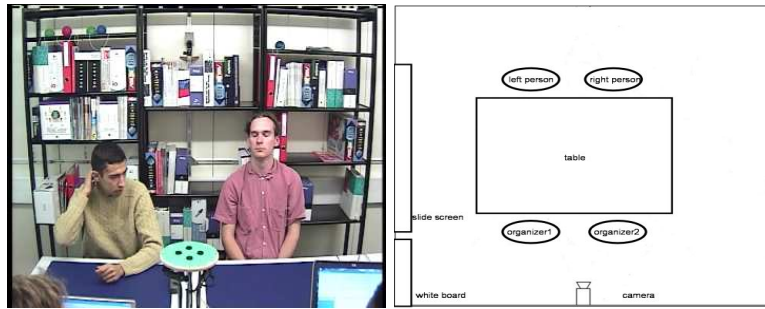 left person
right person
table
slide screen
organizer1
organizer2
white board
camera